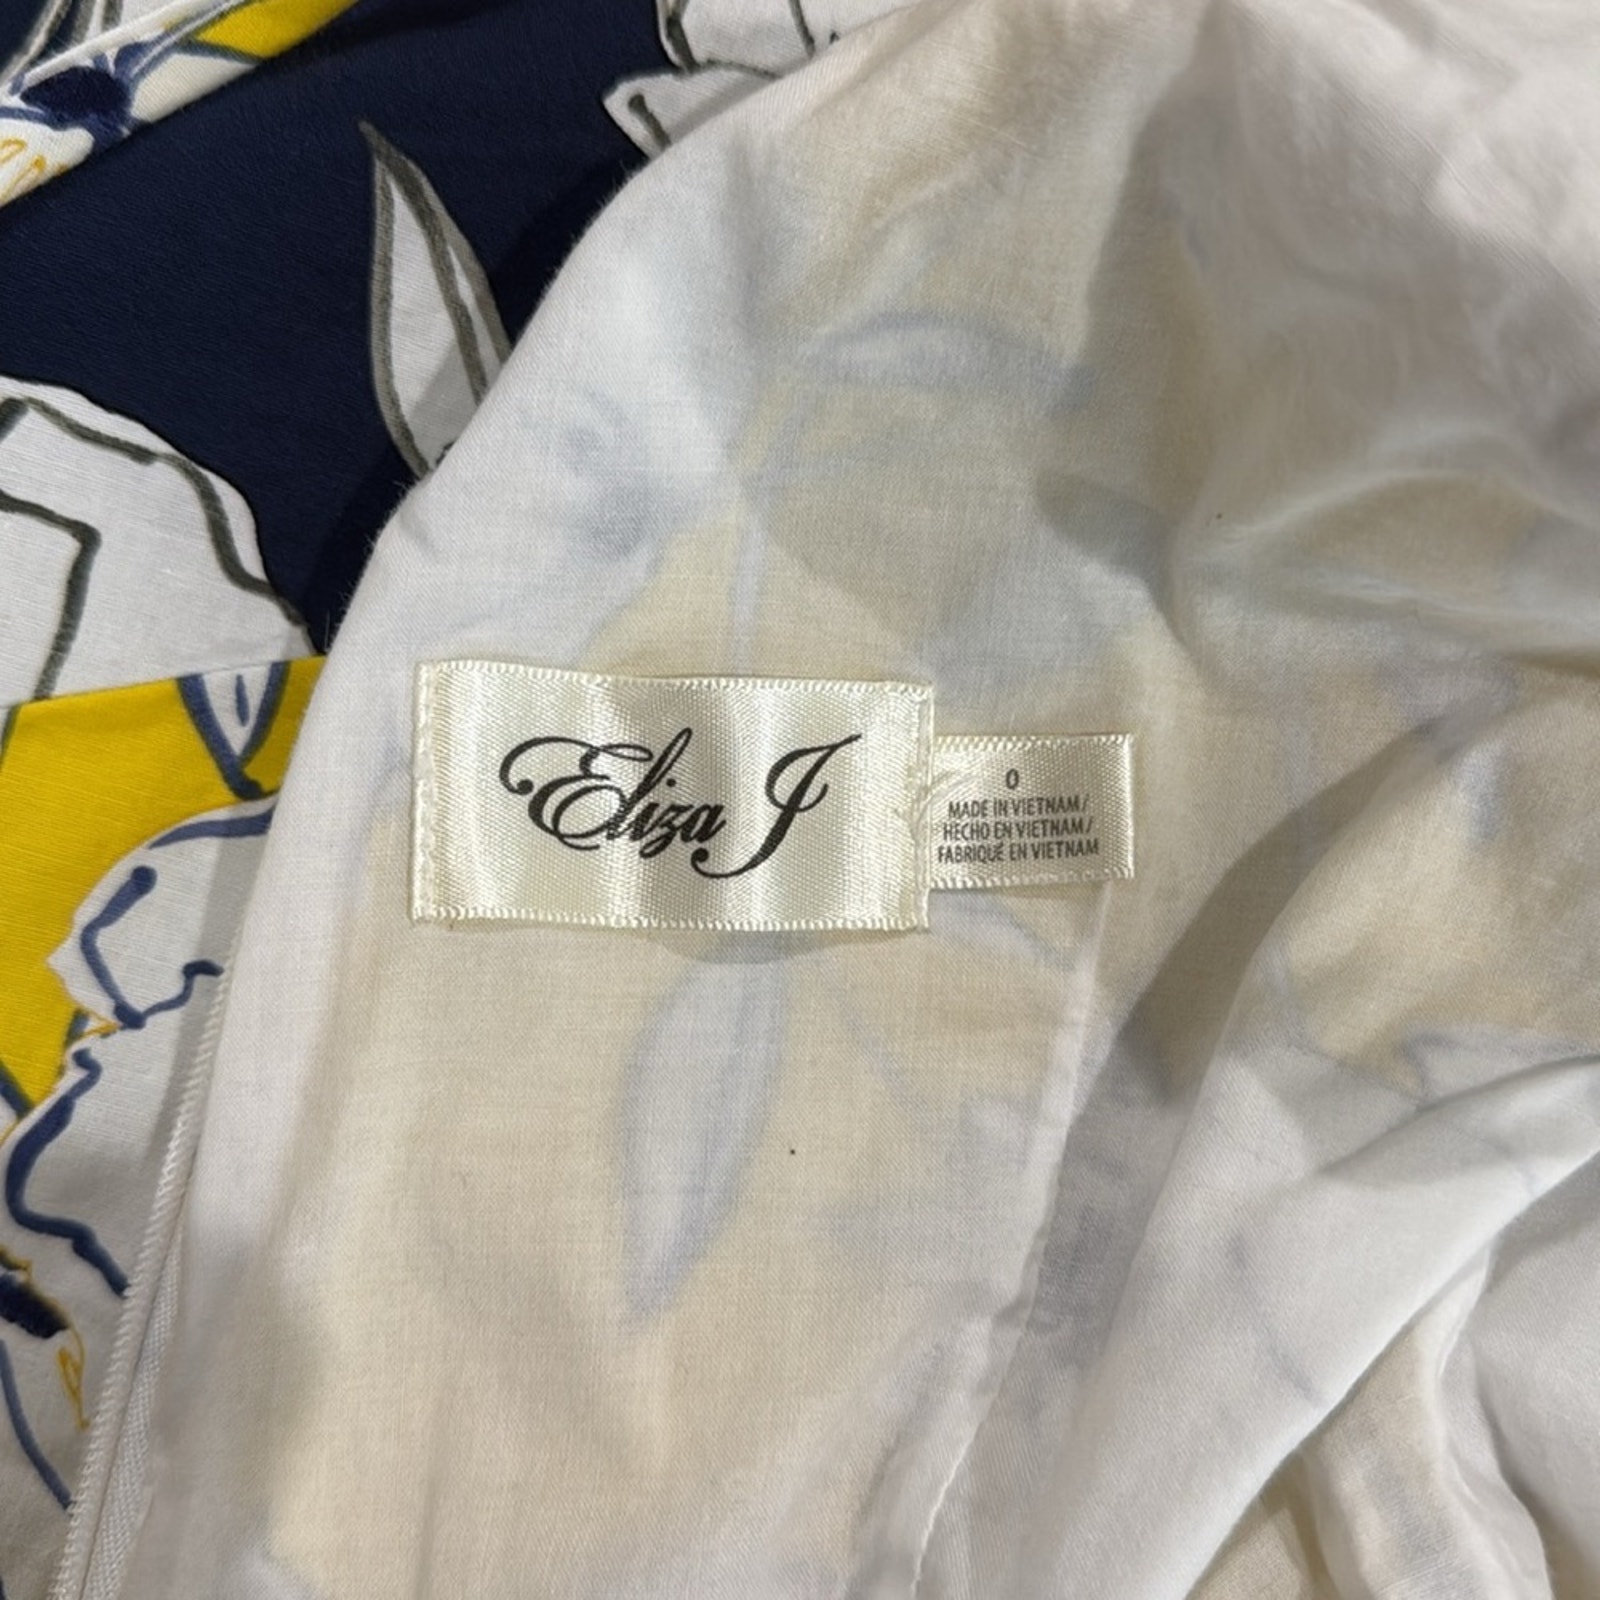 Eliza J
0
MADE IN VIETNAM/
HECHO EN VIETNAM/
FABRIQUÉ EN VIETNAM